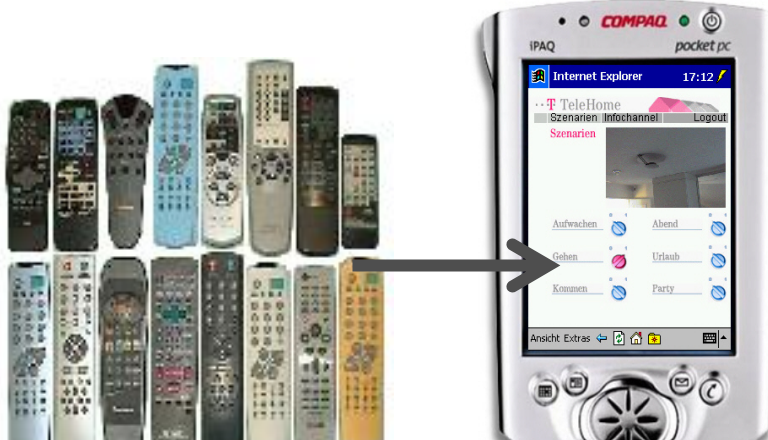 COMPAQ
iPAQ pocket pc
Internet Explorer 17:12
T TeleHome
Szenarien Infochannel Logout
Szenarien
Aufwachen Abend
Gehen Urlaub
Kommen Party
Ansicht Extras